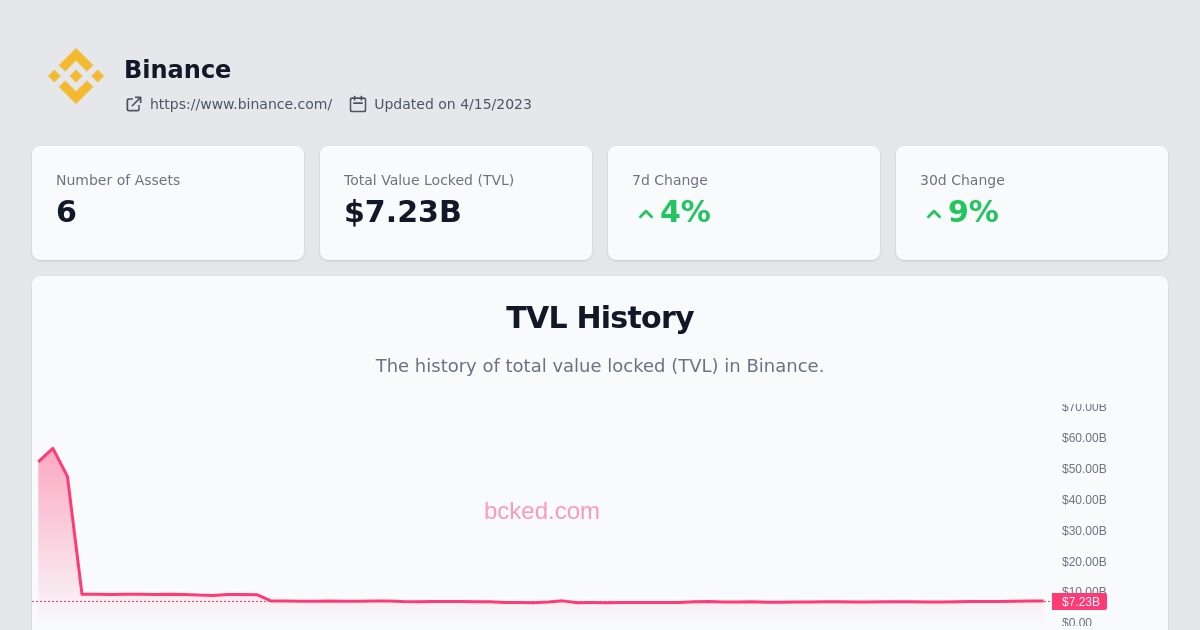 Binance
https://www.binance.com/ Updated on 4/15/2023
Number of Assets
6
Total Value Locked (TVL)
$7.23B
7d Change
4%
30d Change
9%
TVL History
The history of total value locked (TVL) in Binance.
$70.00B
$60.00B
$50.00B
bcked.com
$40.00B
$30.00B
$20.00B
$10.00B
$7.23B
$0.00